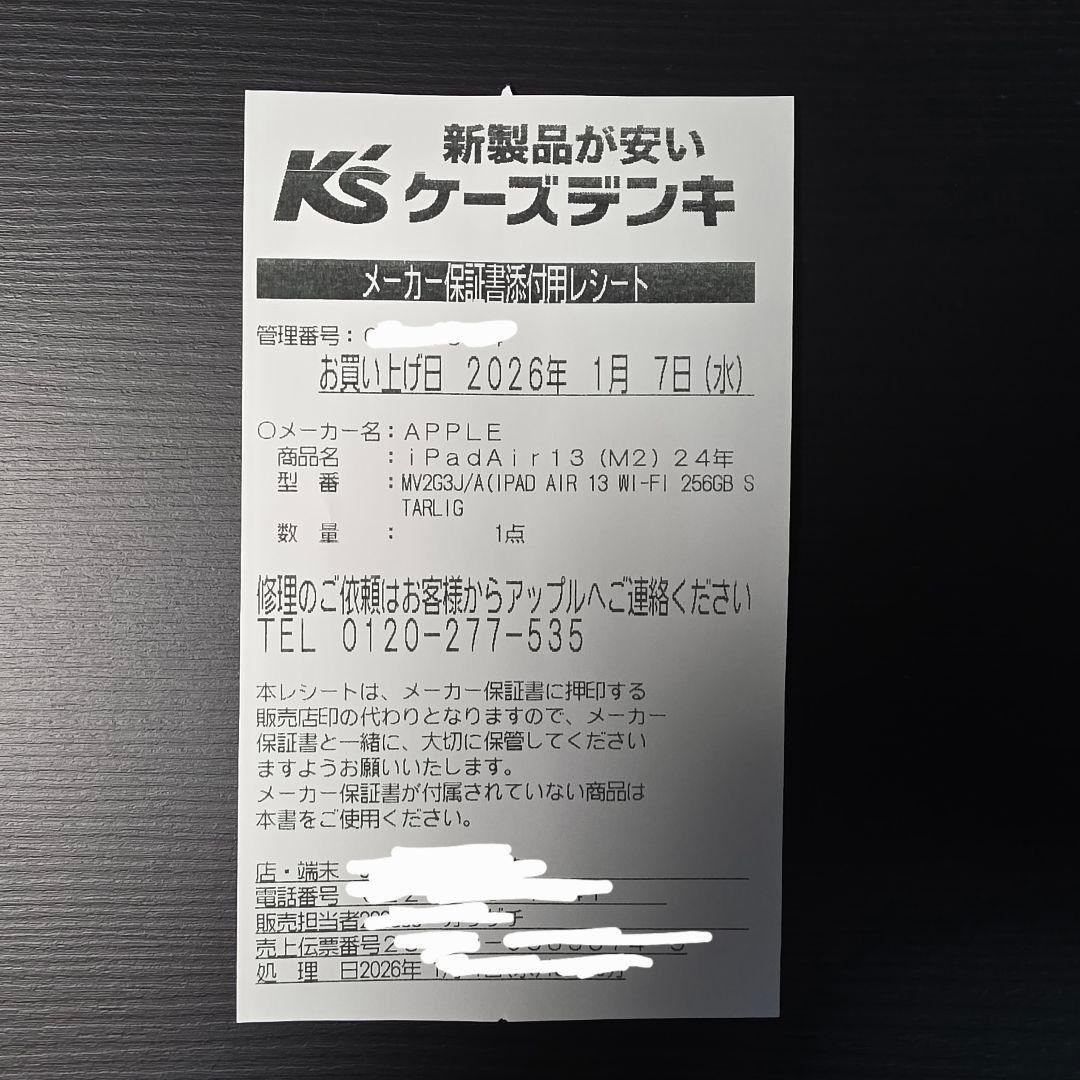 新製品が安い
K's ケーズデンキ
メーカー保証書添付用レシート
管理番号:
お買い上げ日 2026年 1月 7日(水)
○メーカー名:APPLE
商品名 :iPadAir13(M2)24年
型 番 :MV2G3J/A(IPAD AIR 13 WI-FI 256GB S
TARLIG
数 量 : 1点
修理のご依頼はお客様からアップルへご連絡ください
TEL 0120-277-535
本レシートは、メーカー保証書に押印する
販売店印の代わりとなりますので、メーカー
保証書と一緒に、大切に保管してください
ますようお願いいたします。
メーカー保証書が付属されていない商品は
本書をご使用ください。
店・端末
電話番号
販売担当者
売上伝票番号
処 理 日2026年